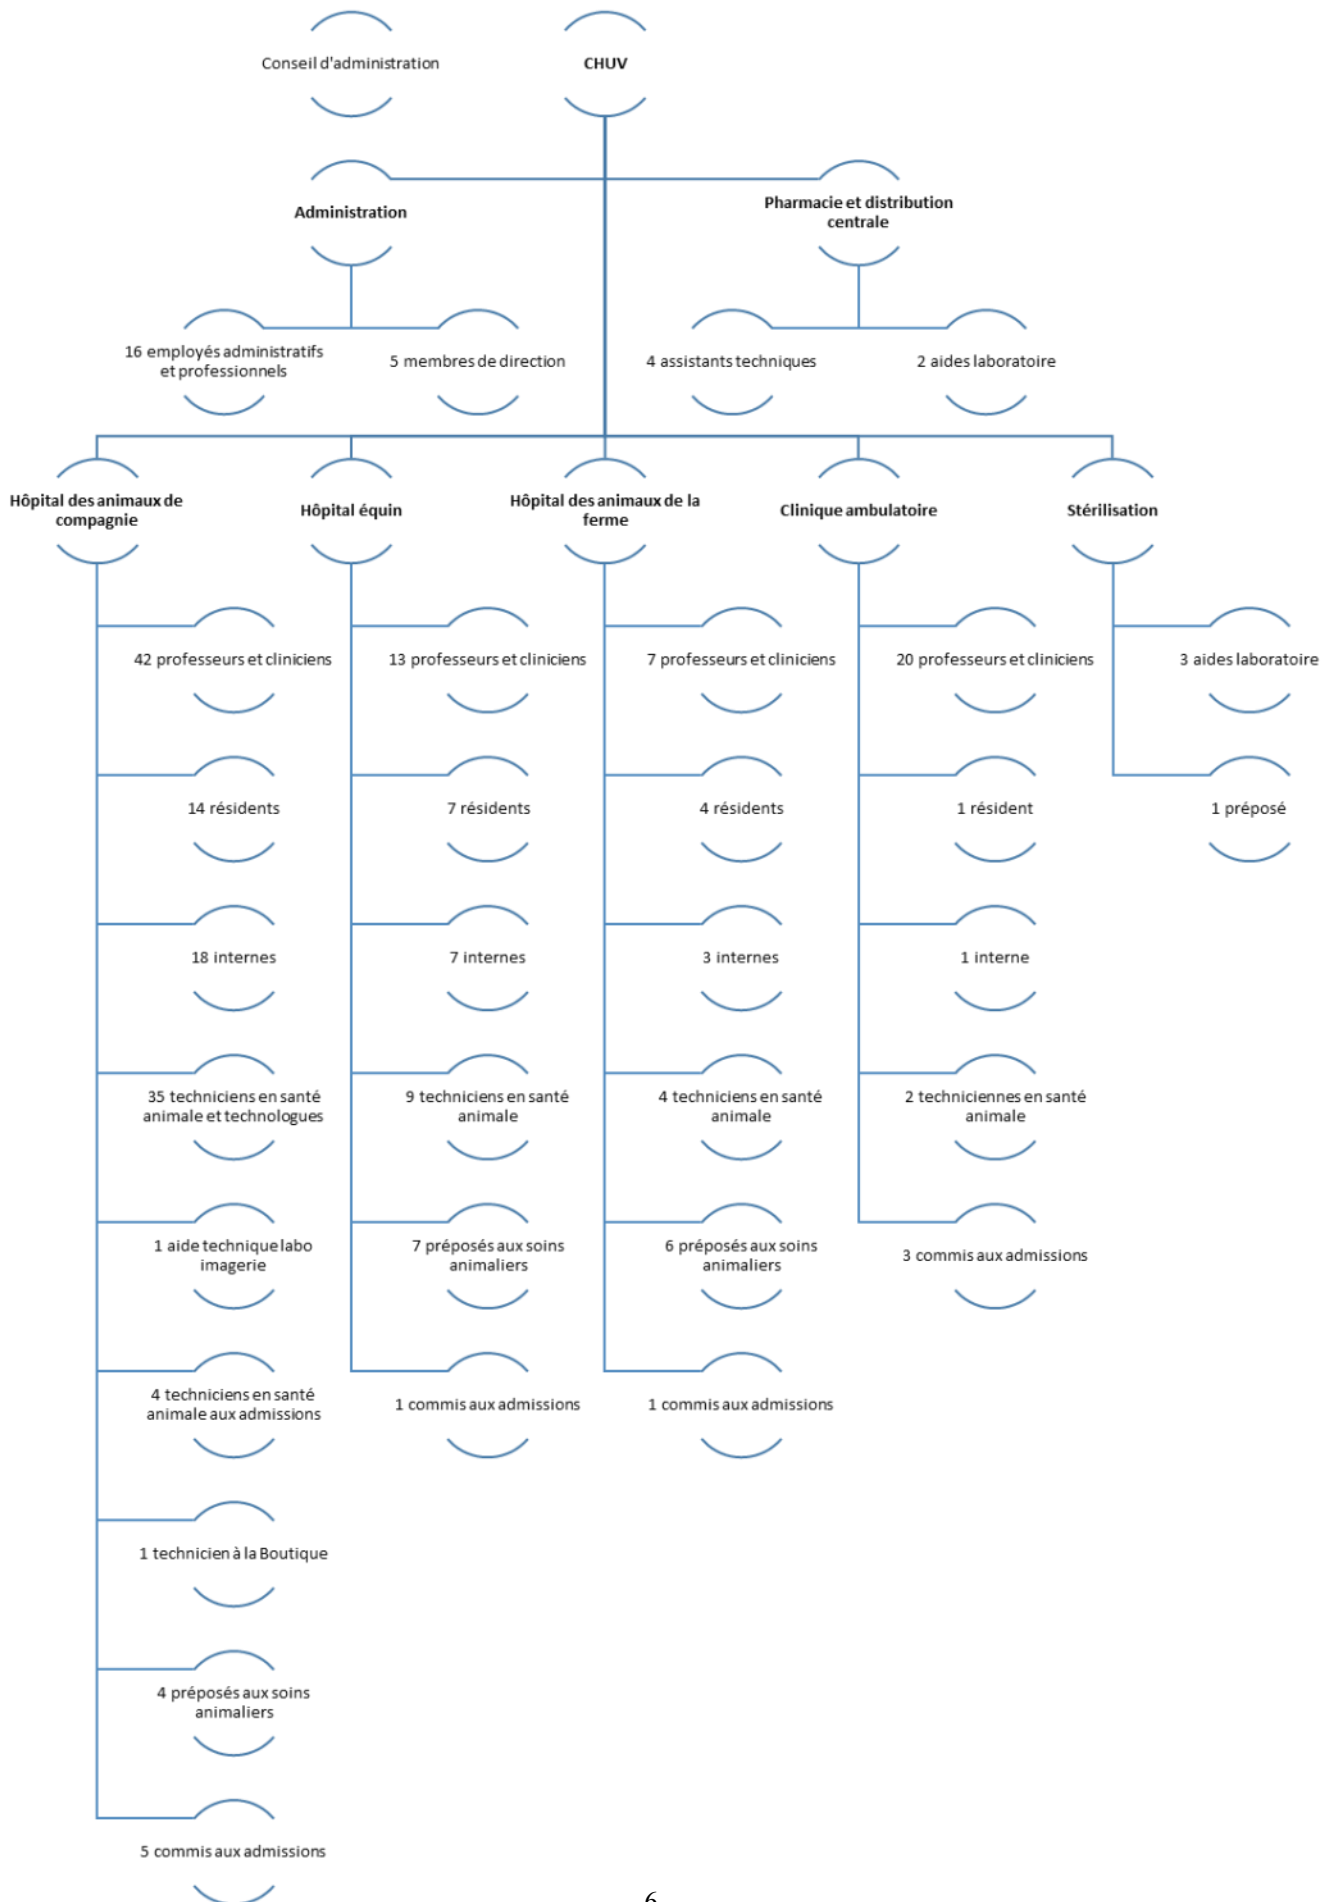 Conseil d'administration
CHUV
Administration
Pharmacie et distribution
centrale
16 employés administratifs
et professionnels
5 membres de direction
4 assistants techniques
2 aides laboratoire
Hôpital des animaux de
compagnie
Hôpital équin
Hôpital des animaux de la
ferme
Clinique ambulatoire
Stérilisation
42 professeurs et cliniciens
13 professeurs et cliniciens
7 professeurs et cliniciens
20 professeurs et cliniciens
3 aides laboratoire
14 résidents
7 résidents
4 résidents
1 résident
1 préposé
18 internes
7 internes
3 internes
1 interne
35 techniciens en santé
animale et technologues
9 techniciens en santé
animale
4 techniciens en santé
animale
2 techniciennes en santé
animale
1 aide technique labo
imagerie
7 préposés aux soins
animaliers
6 préposés aux soins
animaliers
3 commis aux admissions
4 techniciens en santé
animale aux admissions
1 commis aux admissions
1 commis aux admissions
1 technicien à la Boutique
4 préposés aux soins
animaliers
5 commis aux admissions
6